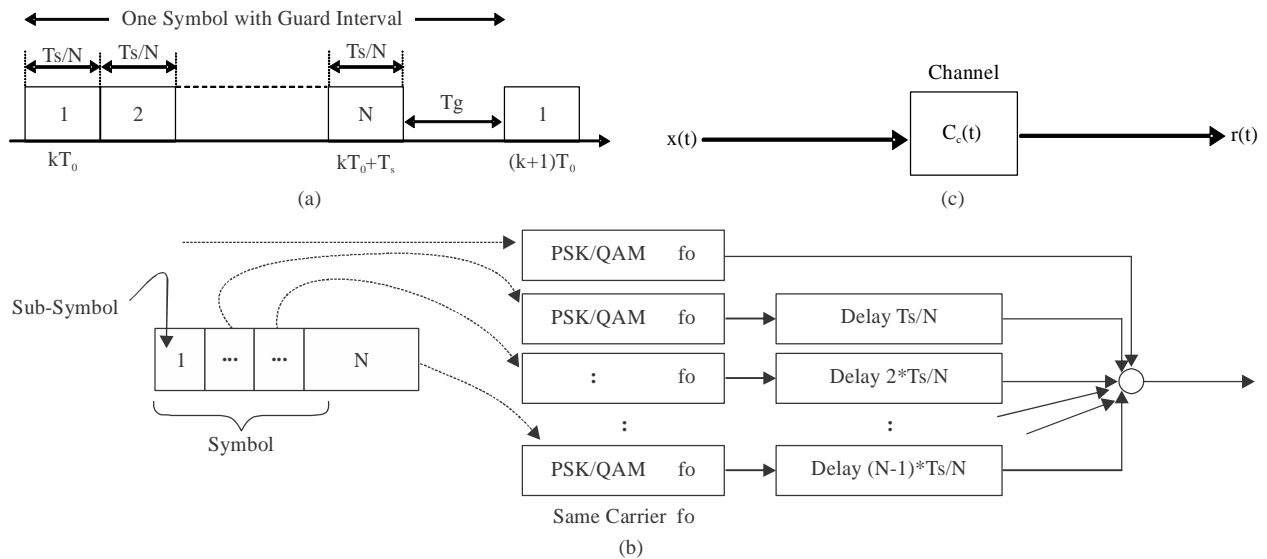 One Symbol with Guard Interval
Ts/N Ts/N Ts/N
1 2 N Tg 1
kT0 kT0+Ts (k+1)T0
(a)
Channel
x(t) Cc(t) r(t)
(c)
Sub-Symbol
1 ... ... N
Symbol
PSK/QAM fo
PSK/QAM fo Delay Ts/N
: fo Delay 2*Ts/N
: :
PSK/QAM fo Delay (N-1)*Ts/N
Same Carrier fo
(b)